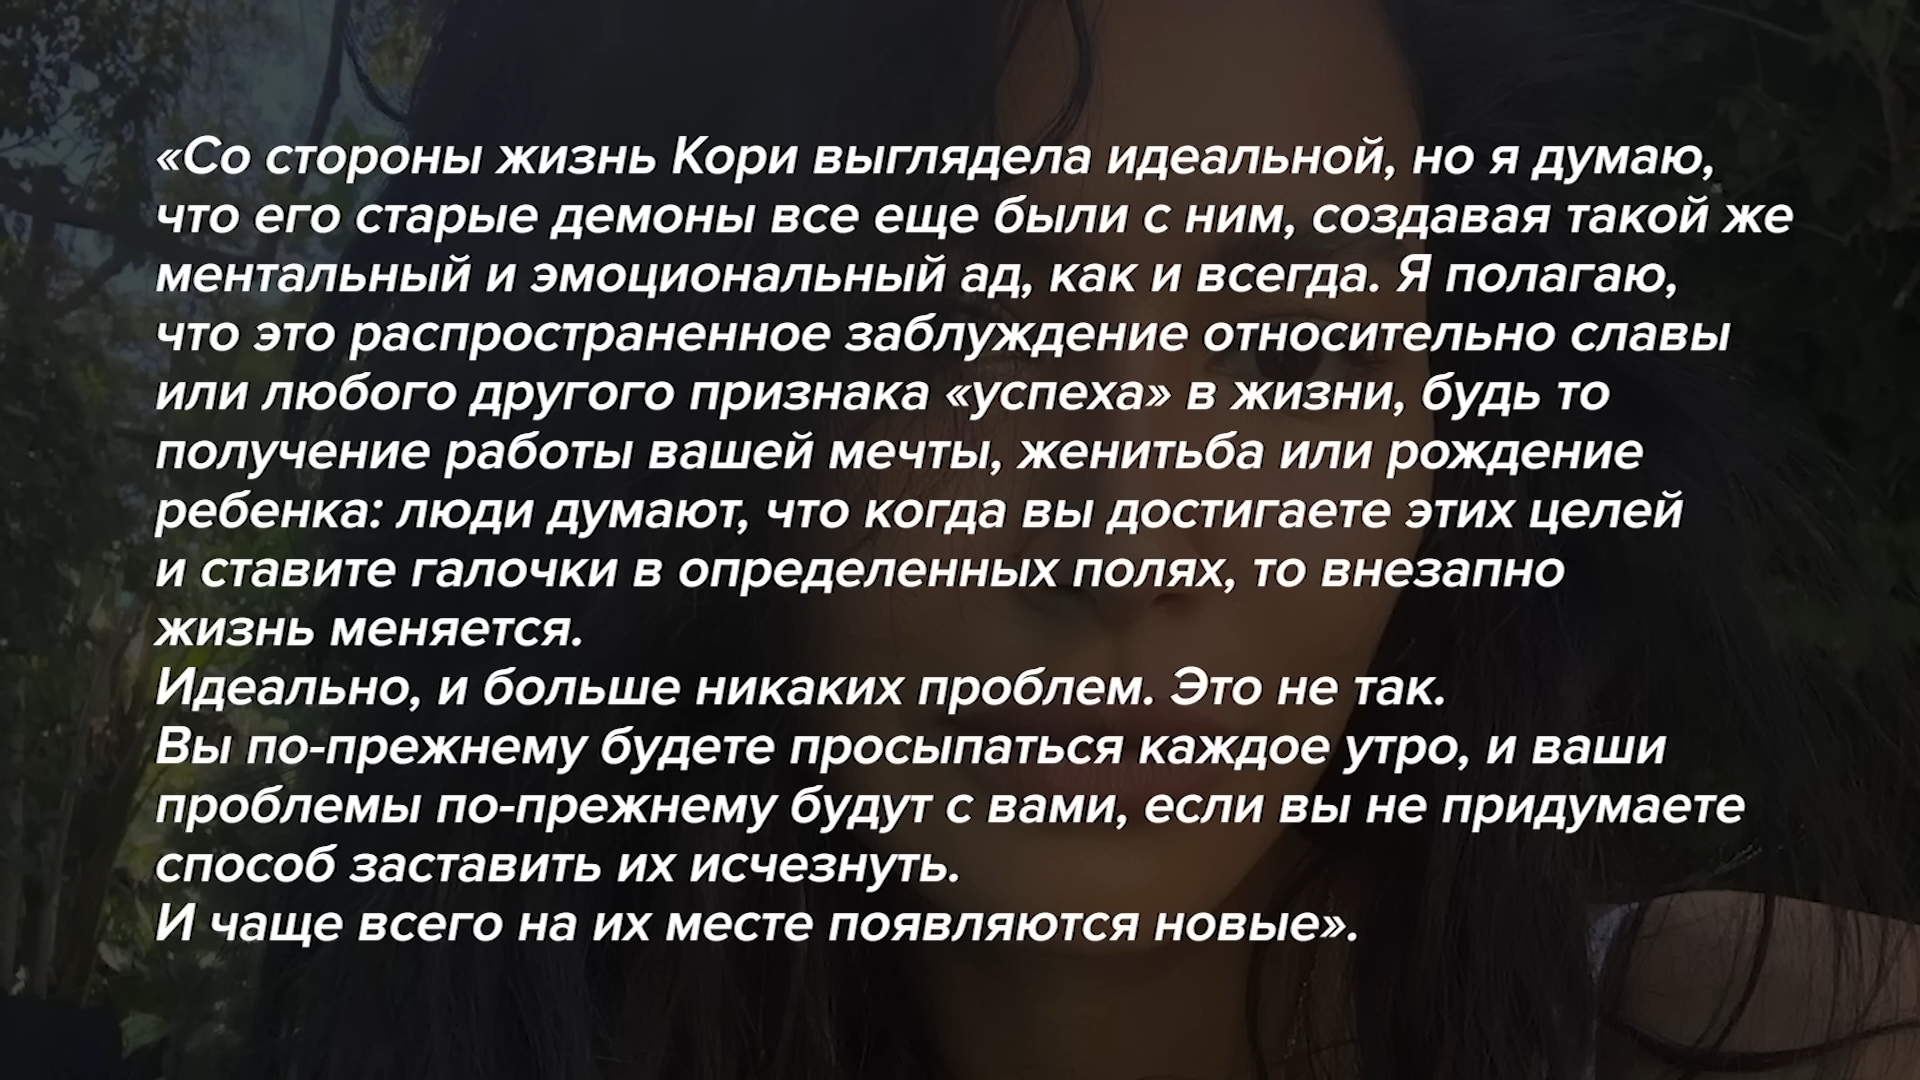 «Со стороны жизнь Кори выглядела идеальной, но я думаю,
что его старые демоны все еще были с ним, создавая такой же
ментальный и эмоциональный ад, как и всегда. Я полагаю,
что это распространенное заблуждение относительно славы
или любого другого признака «успеха» в жизни, будь то
получение работы вашей мечты, женитьба или рождение
ребенка: люди думают, что когда вы достигаете этих целей
и ставите галочки в определенных полях, то внезапно
жизнь меняется.
Идеально, и больше никаких проблем. Это не так.
Вы по-прежнему будете просыпаться каждое утро, и ваши
проблемы по-прежнему будут с вами, если вы не придумаете
способ заставить их исчезнуть.
И чаще всего на их месте появляются новые».